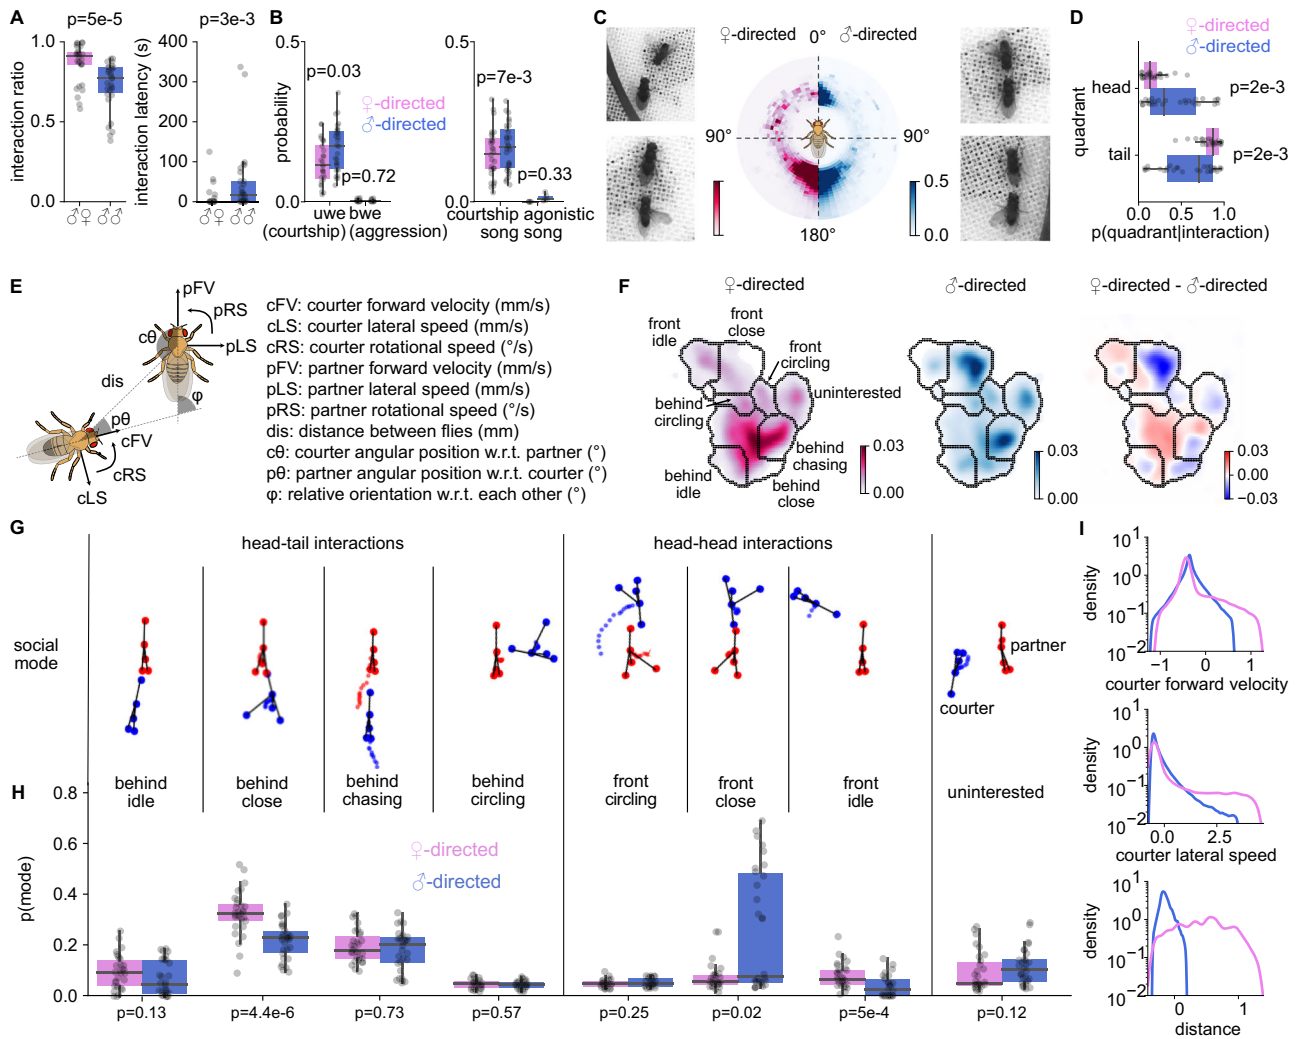 A
p=5e-5
p=3e-3
interaction ratio
1.0
0.5
0.0
♂♀
♂♂
interaction latency (s)
400
300
200
100
0
♂♀
♂♂
B
probability
0.5
0.0
p=0.03
♀-directed
♂-directed
p=0.72
uwe bwe
(courtship) (aggression)
0.5
0.0
p=7e-3
p=0.33
courtship agonistic
song song
C
♀-directed
0°
♂-directed
90°
90°
180°
0.5
0.0
D
♀-directed
♂-directed
quadrant
head
p=2e-3
tail
p=2e-3
0.0 0.5 1.0
p(quadrant|interaction)
E
pFV
pRS
cθ
pLS
dis
φ
pθ
cFV
cRS
cLS
cFV: courter forward velocity (mm/s)
cLS: courter lateral speed (mm/s)
cRS: courter rotational speed (°/s)
pFV: partner forward velocity (mm/s)
pLS: partner lateral speed (mm/s)
pRS: partner rotational speed (°/s)
dis: distance between flies (mm)
cθ: courter angular position w.r.t. partner (°)
pθ: partner angular position w.r.t. courter (°)
φ: relative orientation w.r.t. each other (°)
F
♀-directed
♂-directed
♀-directed - ♂-directed
front
idle
front
close
front
circling
uninterested
behind
circling
behind
chasing
behind
close
behind
idle
0.03
0.00
0.03
0.00
0.03
0.00
−0.03
G
head-tail interactions
head-head interactions
social
mode
partner
courter
behind
idle
behind
close
behind
chasing
behind
circling
front
circling
front
close
front
idle
uninterested
H
p(mode)
0.8
0.6
0.4
0.2
0.0
♀-directed
♂-directed
p=0.13
p=4.4e-6
p=0.73
p=0.57
p=0.25
p=0.02
p=5e-4
p=0.12
I
density
10¹
10⁰
10⁻¹
10⁻²
−1 0 1
courter forward velocity
density
10¹
10⁰
10⁻¹
10⁻²
0.0 2.5
courter lateral speed
density
10¹
10⁰
10⁻¹
10⁻²
0 1
distance